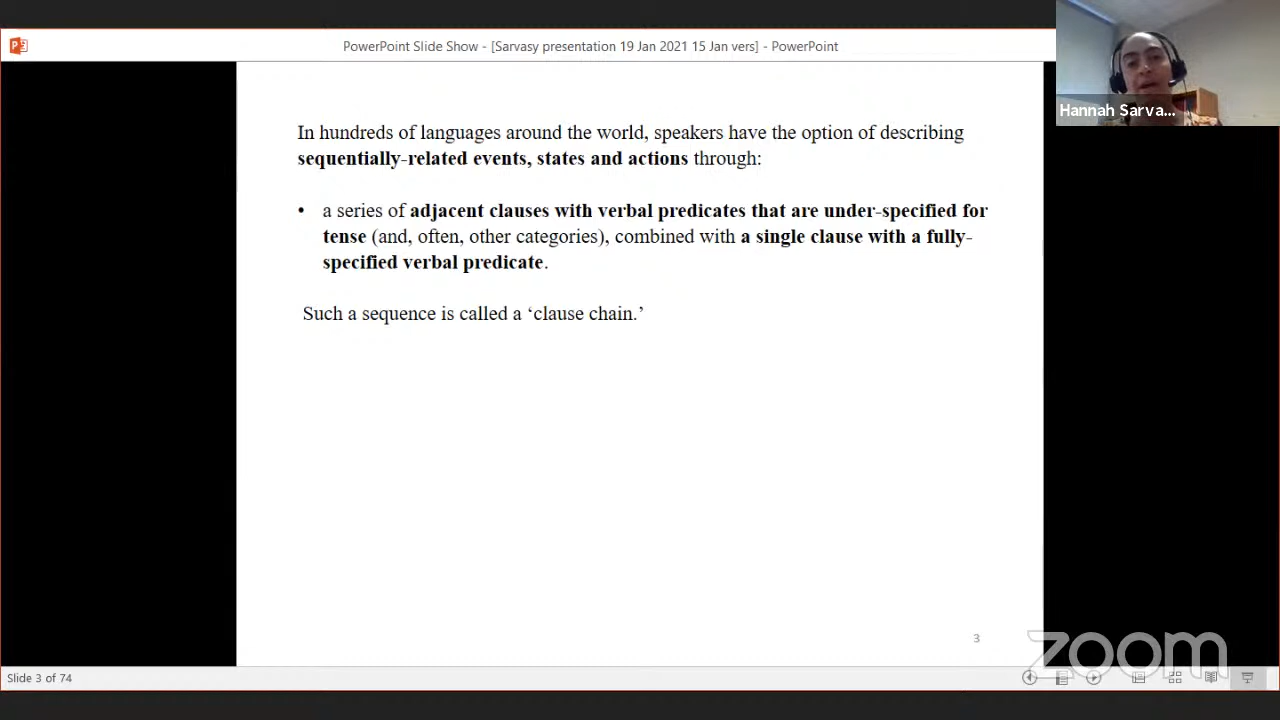 PowerPoint Slide Show - [Sarvasy presentation 19 Jan 2021 15 Jan vers] - PowerPoint
Hannah Sarva...
In hundreds of languages around the world, speakers have the option of describing
sequentially-related events, states and actions through:
• a series of adjacent clauses with verbal predicates that are under-specified for
tense (and, often, other categories), combined with a single clause with a fully-
specified verbal predicate.
Such a sequence is called a ‘clause chain.’
3
zoom
Slide 3 of 74